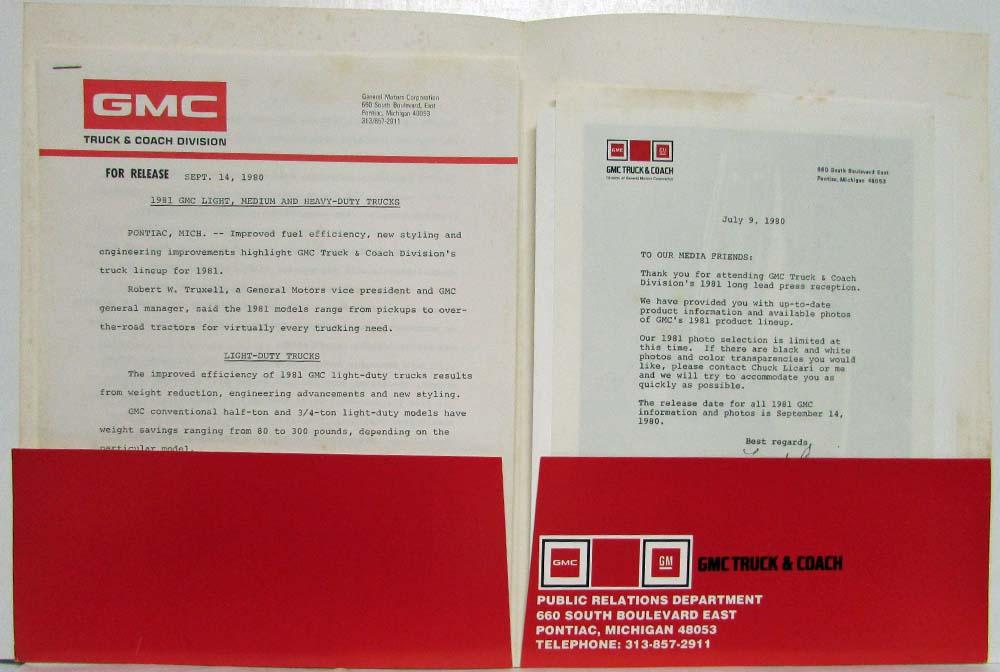 GMC
TRUCK & COACH DIVISION
General Motors Corporation
660 South Boulevard, East
Pontiac, Michigan 48053
313/857-2911
FOR RELEASE SEPT. 14, 1980
1981 GMC LIGHT, MEDIUM AND HEAVY-DUTY TRUCKS
PONTIAC, MICH. -- Improved fuel efficiency, new styling and
engineering improvements highlight GMC Truck & Coach Division's
truck lineup for 1981.
Robert W. Truxell, a General Motors vice president and GMC
general manager, said the 1981 models range from pickups to over-
the-road tractors for virtually every trucking need.
LIGHT-DUTY TRUCKS
The improved efficiency of 1981 GMC light-duty trucks results
from weight reduction, engineering advancements and new styling.
GMC conventional half-ton and 3/4-ton light-duty models have
weight savings ranging from 80 to 300 pounds, depending on the
particular model.
GMC GM
GMC TRUCK & COACH
Division of General Motors Corporation
660 South Boulevard East
Pontiac, Michigan 48053
July 9, 1980
TO OUR MEDIA FRIENDS:
Thank you for attending GMC Truck & Coach
Division's 1981 long lead press reception.
We have provided you with up-to-date
product information and available photos
of GMC's 1981 product lineup.
Our 1981 photo selection is limited at
this time. If there are black and white
photos and color transparencies you would
like, please contact Chuck Licari or me
and we will try to accommodate you as
quickly as possible.
The release date for all 1981 GMC
information and photos is September 14,
1980.
Best regards,
GMC GM GMC TRUCK & COACH
PUBLIC RELATIONS DEPARTMENT
660 SOUTH BOULEVARD EAST
PONTIAC, MICHIGAN 48053
TELEPHONE: 313-857-2911